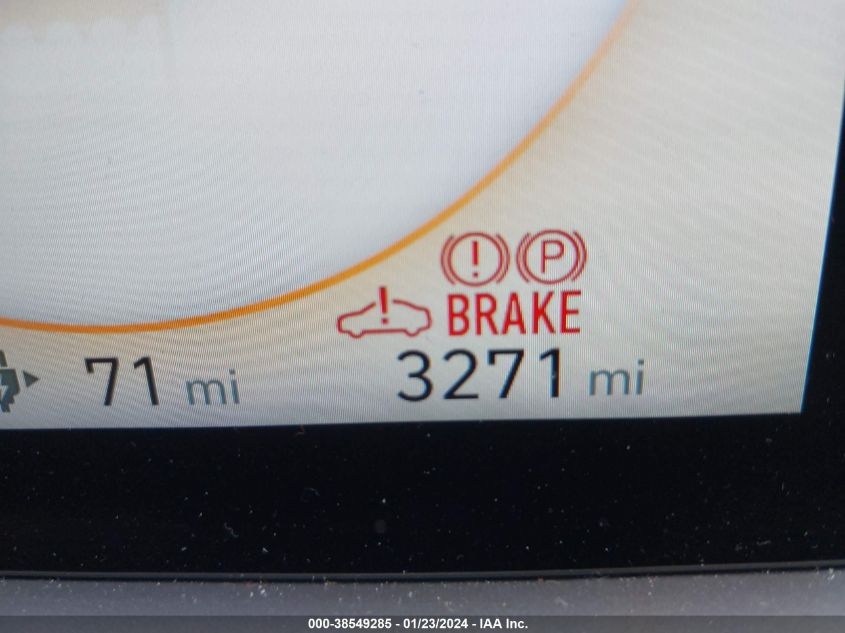 ! P
! BRAKE
71 mi 3271 mi
000-38549285 - 01/23/2024 - IAA Inc.